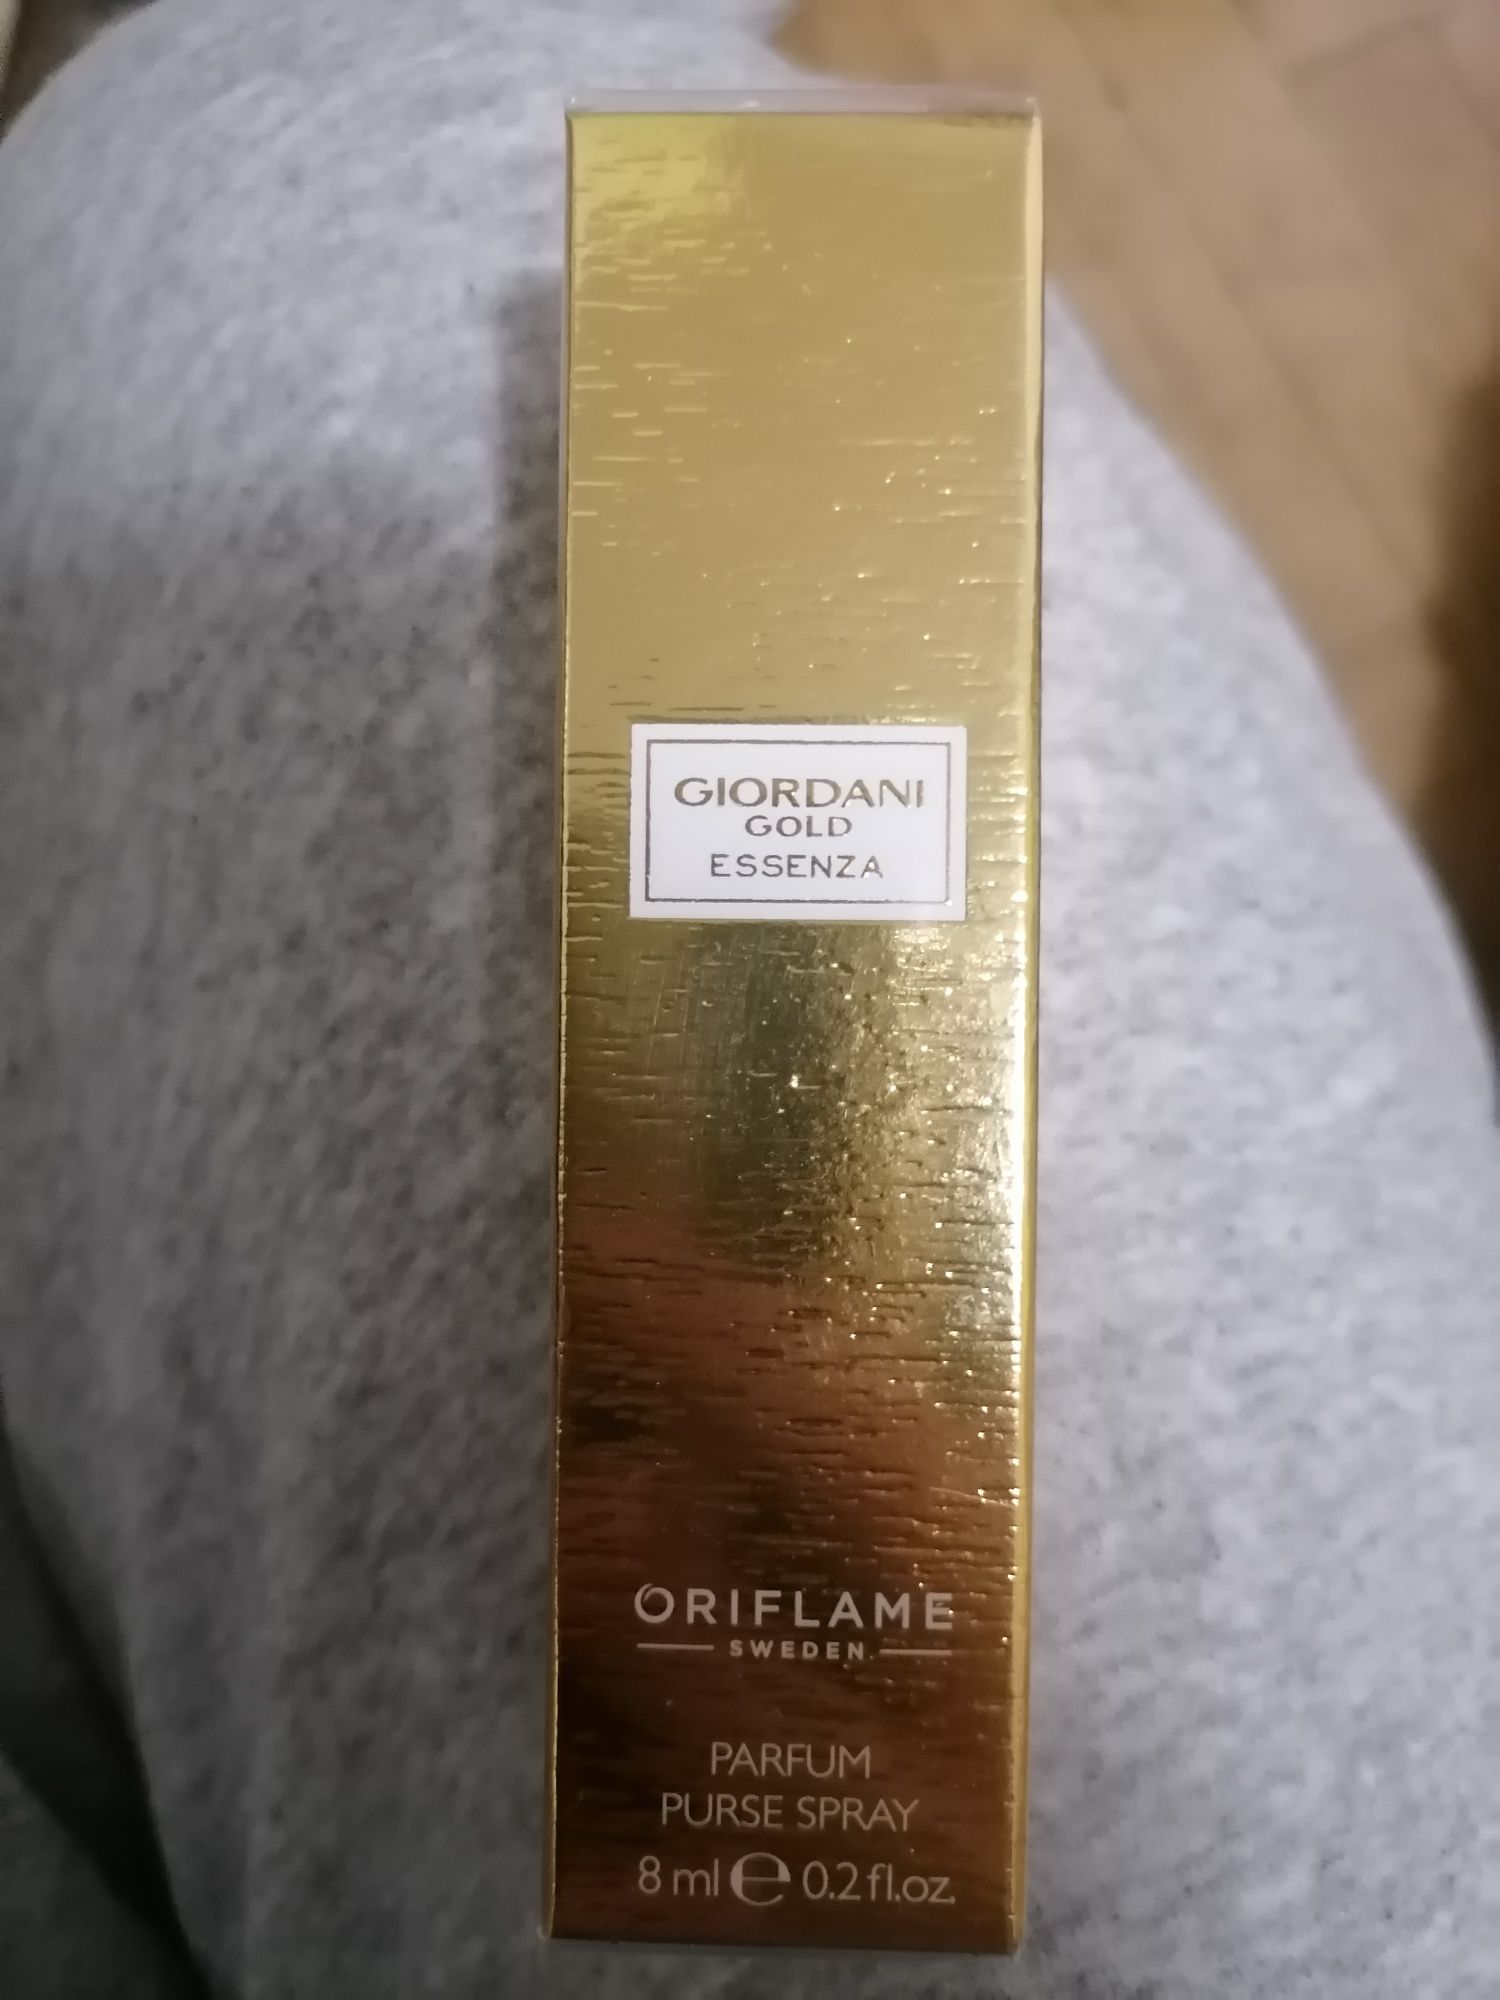 GIORDANI
GOLD
ESSENZA
ORIFLAME
SWEDEN
PARFUM
PURSE SPRAY
8 ml ℮ 0.2 fl.oz.